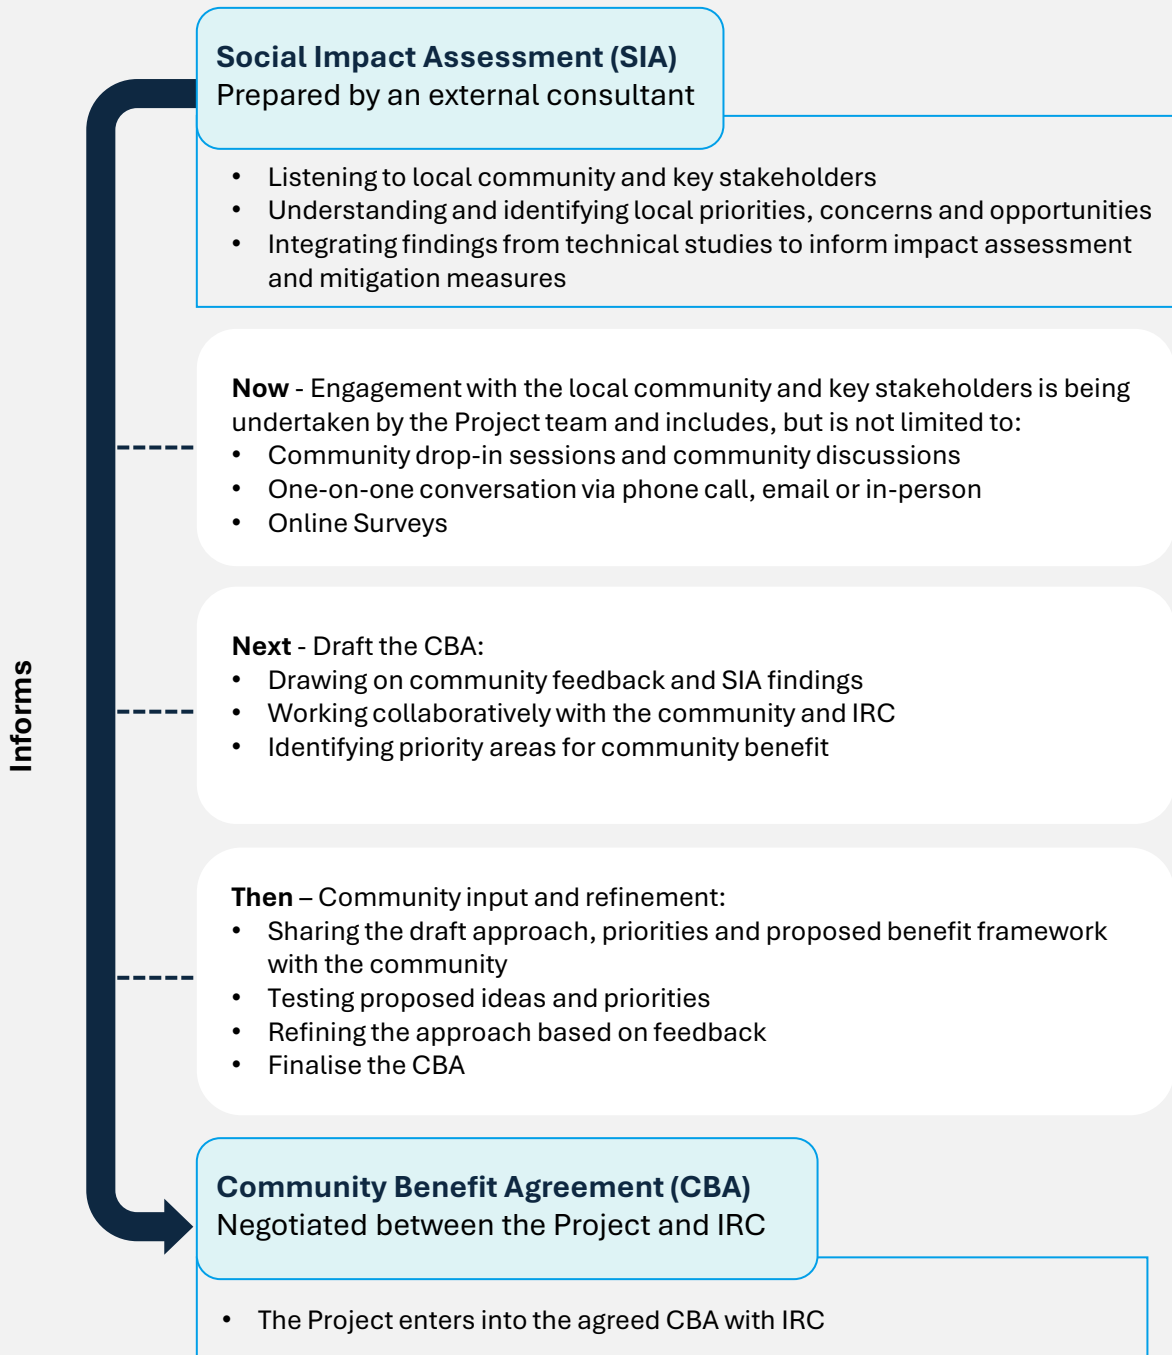 Social Impact Assessment (SIA)
Prepared by an external consultant
• Listening to local community and key stakeholders
• Understanding and identifying local priorities, concerns and opportunities
• Integrating findings from technical studies to inform impact assessment
and mitigation measures
Now - Engagement with the local community and key stakeholders is being
undertaken by the Project team and includes, but is not limited to:
• Community drop-in sessions and community discussions
• One-on-one conversation via phone call, email or in-person
• Online Surveys
Informs
Next - Draft the CBA:
• Drawing on community feedback and SIA findings
• Working collaboratively with the community and IRC
• Identifying priority areas for community benefit
Then – Community input and refinement:
• Sharing the draft approach, priorities and proposed benefit framework
with the community
• Testing proposed ideas and priorities
• Refining the approach based on feedback
• Finalise the CBA
Community Benefit Agreement (CBA)
Negotiated between the Project and IRC
• The Project enters into the agreed CBA with IRC